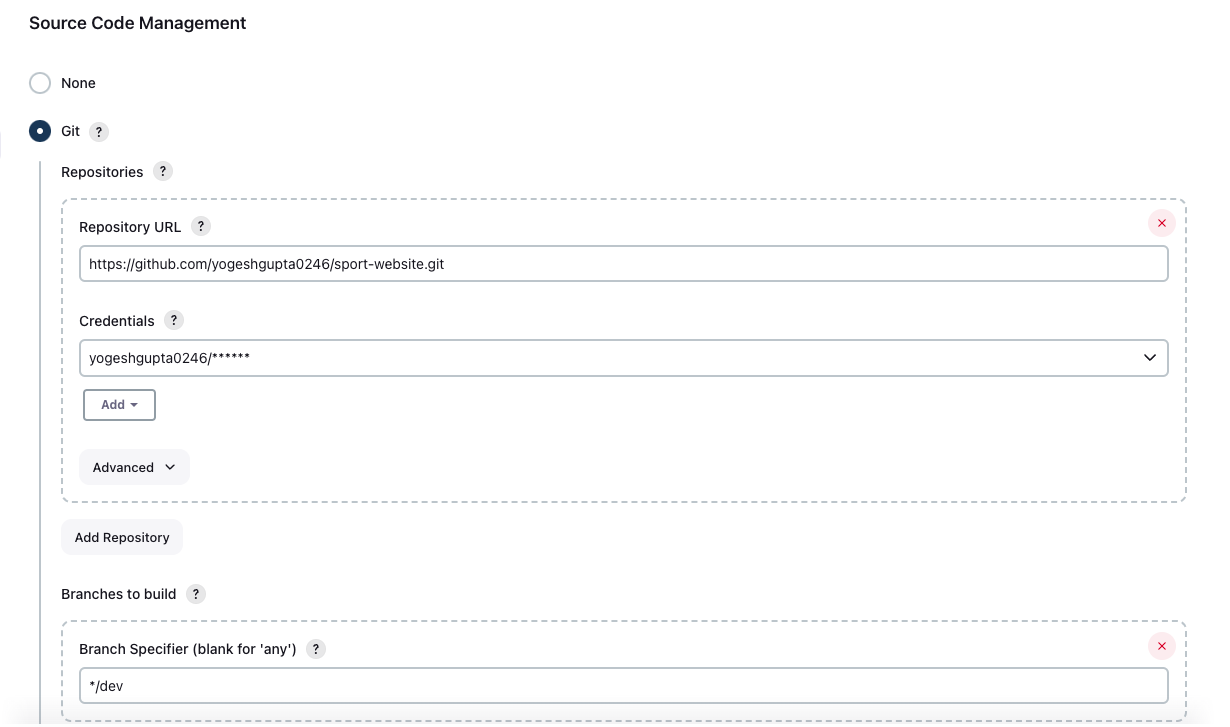 Source Code Management
None
Git ?
Repositories ?
Repository URL ?
https://github.com/yogeshgupta0246/sport-website.git
Credentials ?
yogeshgupta0246/******
Add
Advanced
Add Repository
Branches to build ?
Branch Specifier (blank for 'any') ?
*/dev